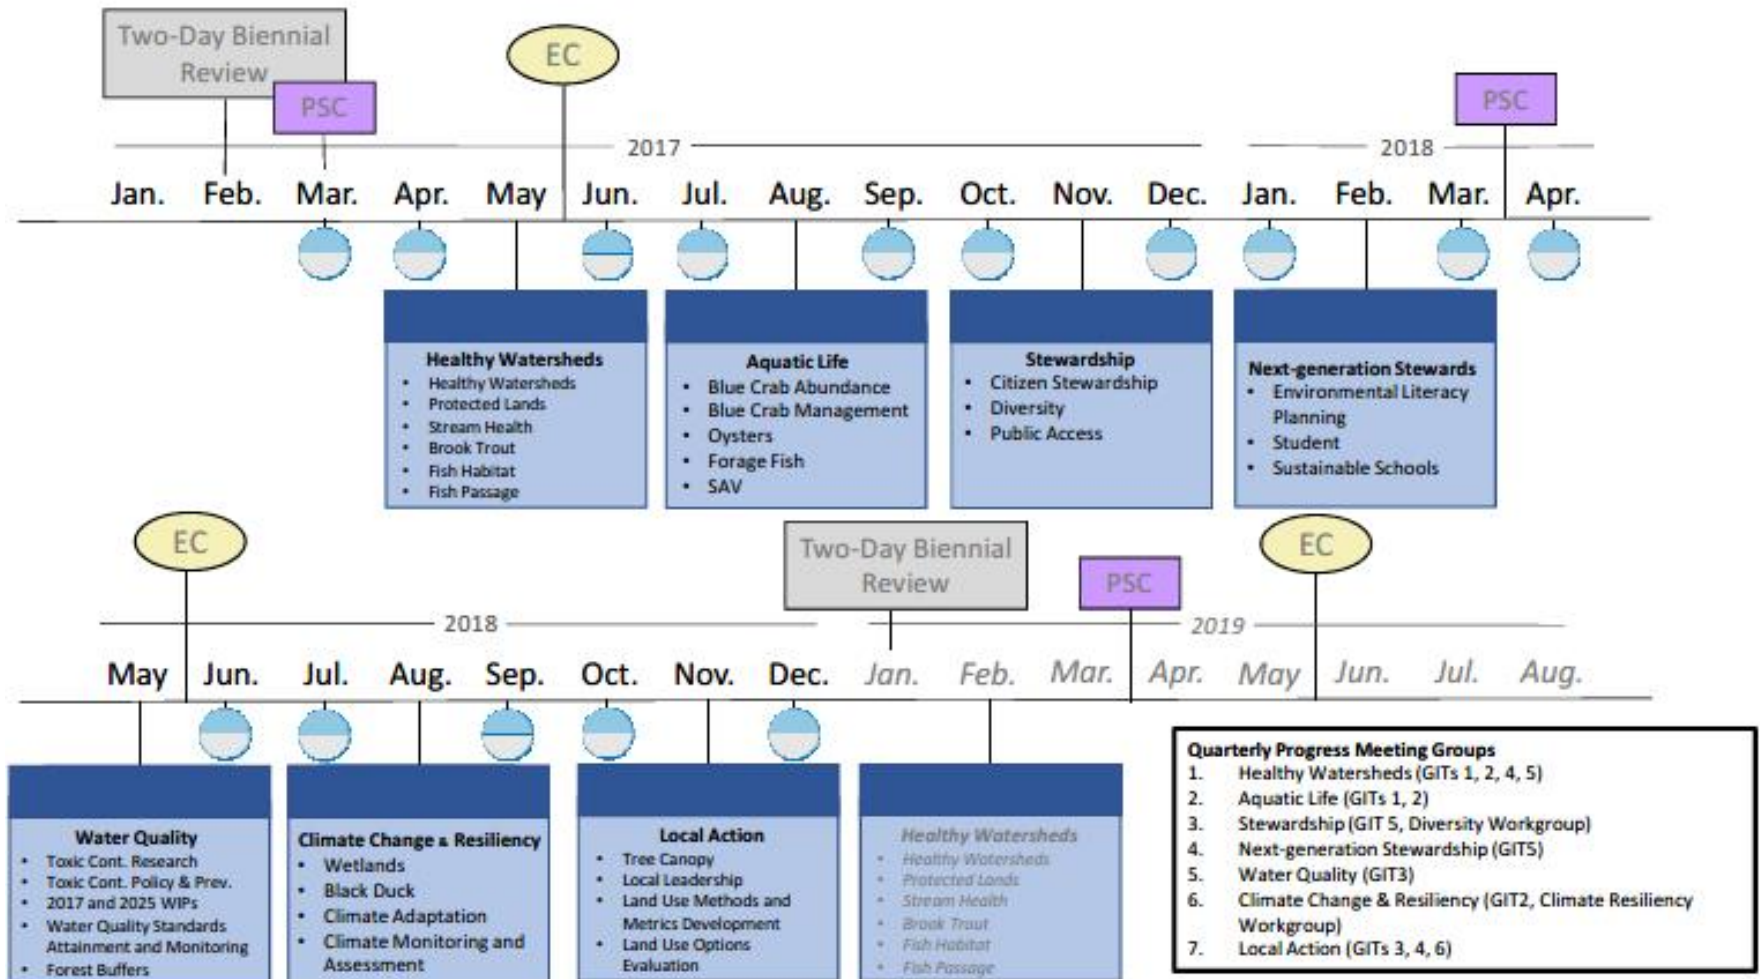 Two-Day Biennial
Review
PSC
EC
PSC
2017
2018
Jan. Feb. Mar. Apr. May Jun. Jul. Aug. Sep. Oct. Nov. Dec. Jan. Feb. Mar. Apr.
Healthy Watersheds
• Healthy Watersheds
• Protected Lands
• Stream Health
• Brook Trout
• Fish Habitat
• Fish Passage
Aquatic Life
• Blue Crab Abundance
• Blue Crab Management
• Oysters
• Forage Fish
• SAV
Stewardship
• Citizen Stewardship
• Diversity
• Public Access
Next-generation Stewards
• Environmental Literacy
Planning
• Student
• Sustainable Schools
EC
Two-Day Biennial
Review
PSC
EC
2018
2019
May Jun. Jul. Aug. Sep. Oct. Nov. Dec. Jan. Feb. Mar. Apr. May Jun. Jul. Aug.
Water Quality
• Toxic Cont. Research
• Toxic Cont. Policy & Prev.
• 2017 and 2025 WIPs
• Water Quality Standards
Attainment and Monitoring
• Forest Buffers
Climate Change & Resiliency
• Wetlands
• Black Duck
• Climate Adaptation
• Climate Monitoring and
Assessment
Local Action
• Tree Canopy
• Local Leadership
• Land Use Methods and
Metrics Development
• Land Use Options
Evaluation
Healthy Watersheds
• Healthy Watersheds
• Protected Lands
• Stream Health
• Brook Trout
• Fish Habitat
• Fish Passage
Quarterly Progress Meeting Groups
1. Healthy Watersheds (GITs 1, 2, 4, 5)
2. Aquatic Life (GITs 1, 2)
3. Stewardship (GIT 5, Diversity Workgroup)
4. Next-generation Stewardship (GIT5)
5. Water Quality (GIT3)
6. Climate Change & Resiliency (GIT2, Climate Resiliency
Workgroup)
7. Local Action (GITs 3, 4, 6)